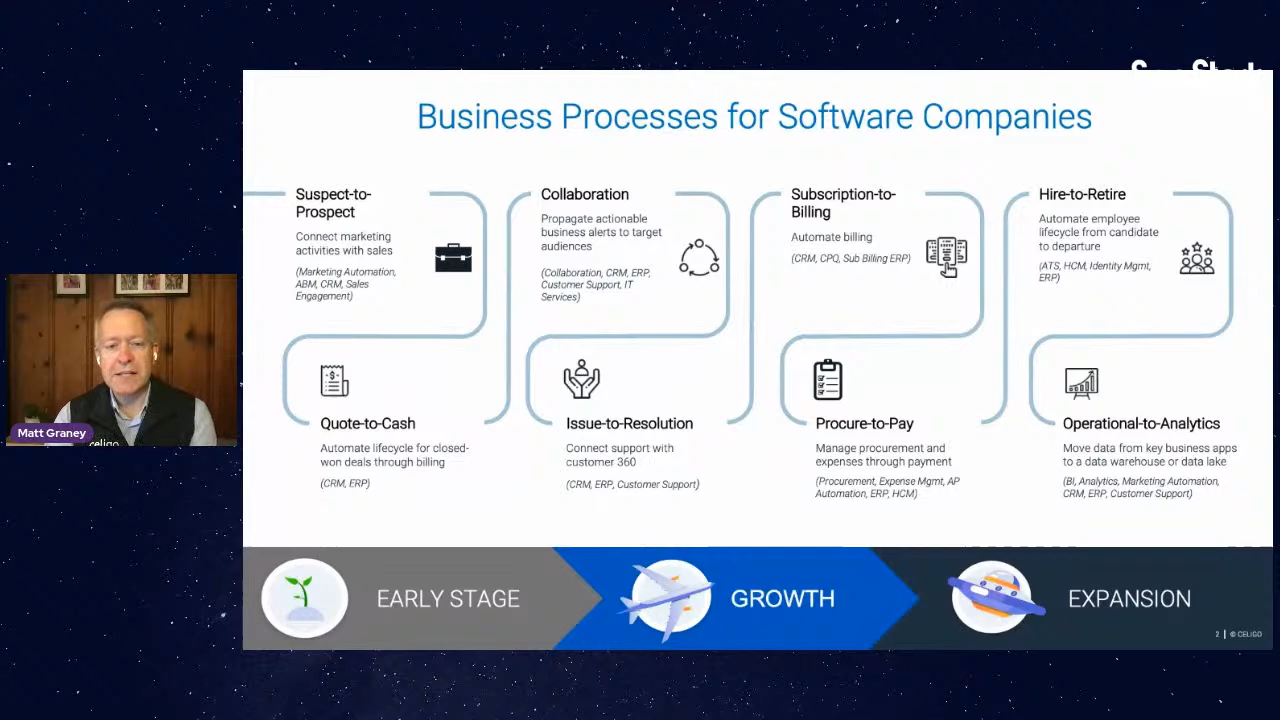 Business Processes for Software Companies
Suspect-to-
Prospect
Connect marketing
activities with sales
(Marketing Automation,
ABM, CRM, Sales
Engagement)
Collaboration
Propagate actionable
business alerts to target
audiences
(Collaboration, CRM, ERP,
Customer Support, IT
Services)
Subscription-to-
Billing
Automate billing
(CRM, CPQ, Sub Billing ERP)
Hire-to-Retire
Automate employee
lifecycle from candidate
to departure
(ATS, HCM, Identity Mgmt,
ERP)
Quote-to-Cash
Automate lifecycle for closed-
won deals through billing
(CRM, ERP)
Issue-to-Resolution
Connect support with
customer 360
(CRM, ERP, Customer Support)
Procure-to-Pay
Manage procurement and
expenses through payment
(Procurement, Expense Mgmt, AP
Automation, ERP, HCM)
Operational-to-Analytics
Move data from key business apps
to a data warehouse or data lake
(BI, Analytics, Marketing Automation,
CRM, ERP, Customer Support)
Matt Graney
celigo
EARLY STAGE
GROWTH
EXPANSION
2 | © CELIGO